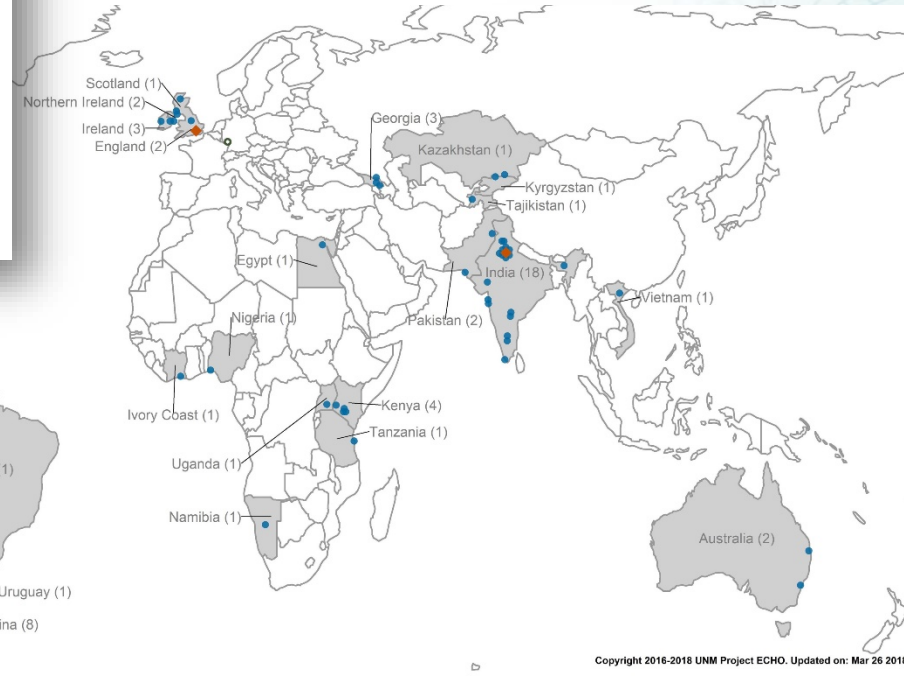 Scotland (1)
Northern Ireland (2)
Ireland (3)
England (2)
Georgia (3)
Kazakhstan (1)
Kyrgyzstan (1)
Tajikistan (1)
Egypt (1)
India (18)
Pakistan (2)
Vietnam (1)
Nigeria (1)
Ivory Coast (1)
Kenya (4)
Tanzania (1)
Uganda (1)
Namibia (1)
Australia (2)
1)
Uruguay (1)
ina (8)
Copyright 2016-2018 UNM Project ECHO. Updated on: Mar 26 2018